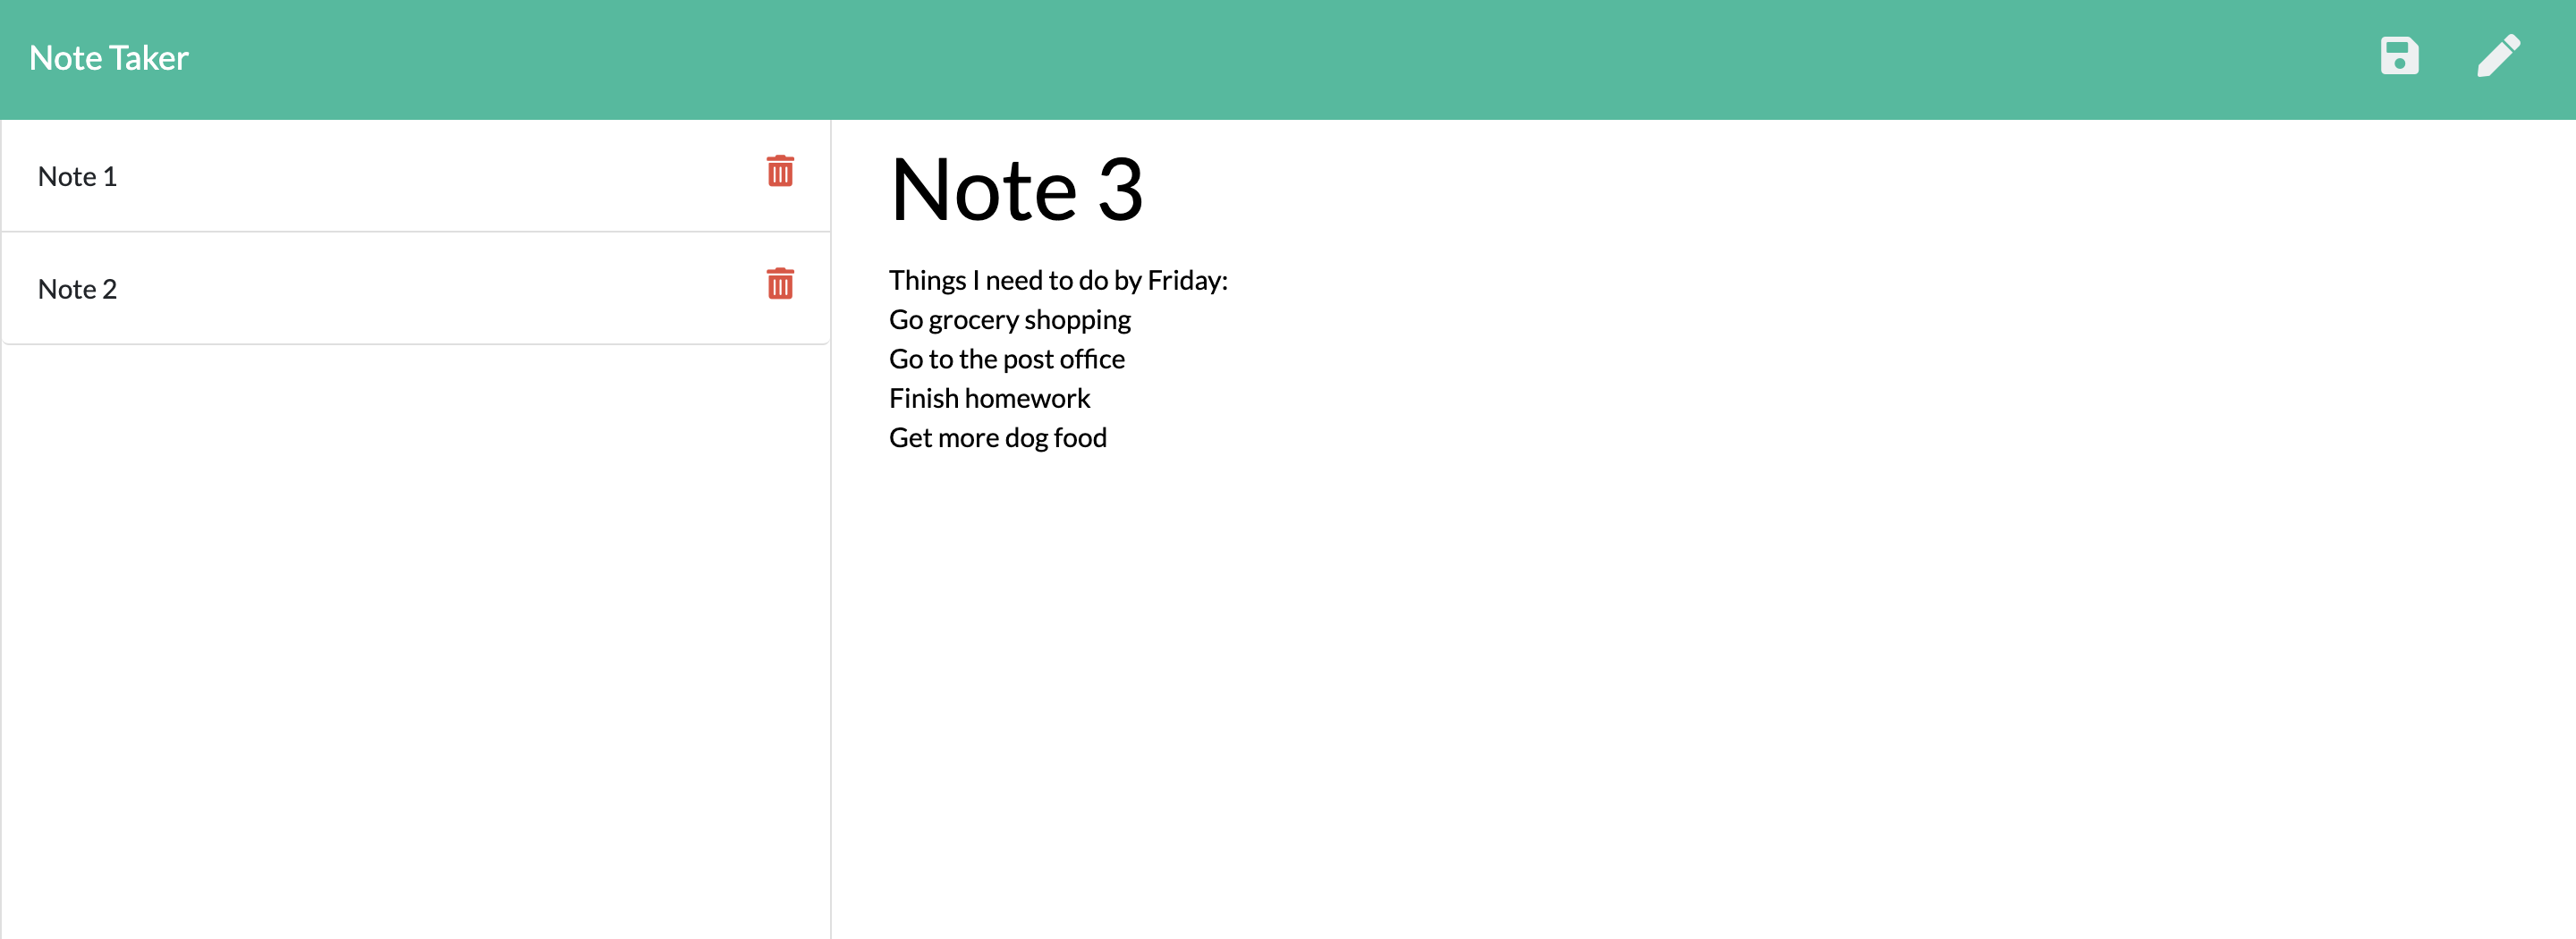 Note Taker
Note 1
Note 2
Note 3
Things I need to do by Friday:
Go grocery shopping
Go to the post office
Finish homework
Get more dog food